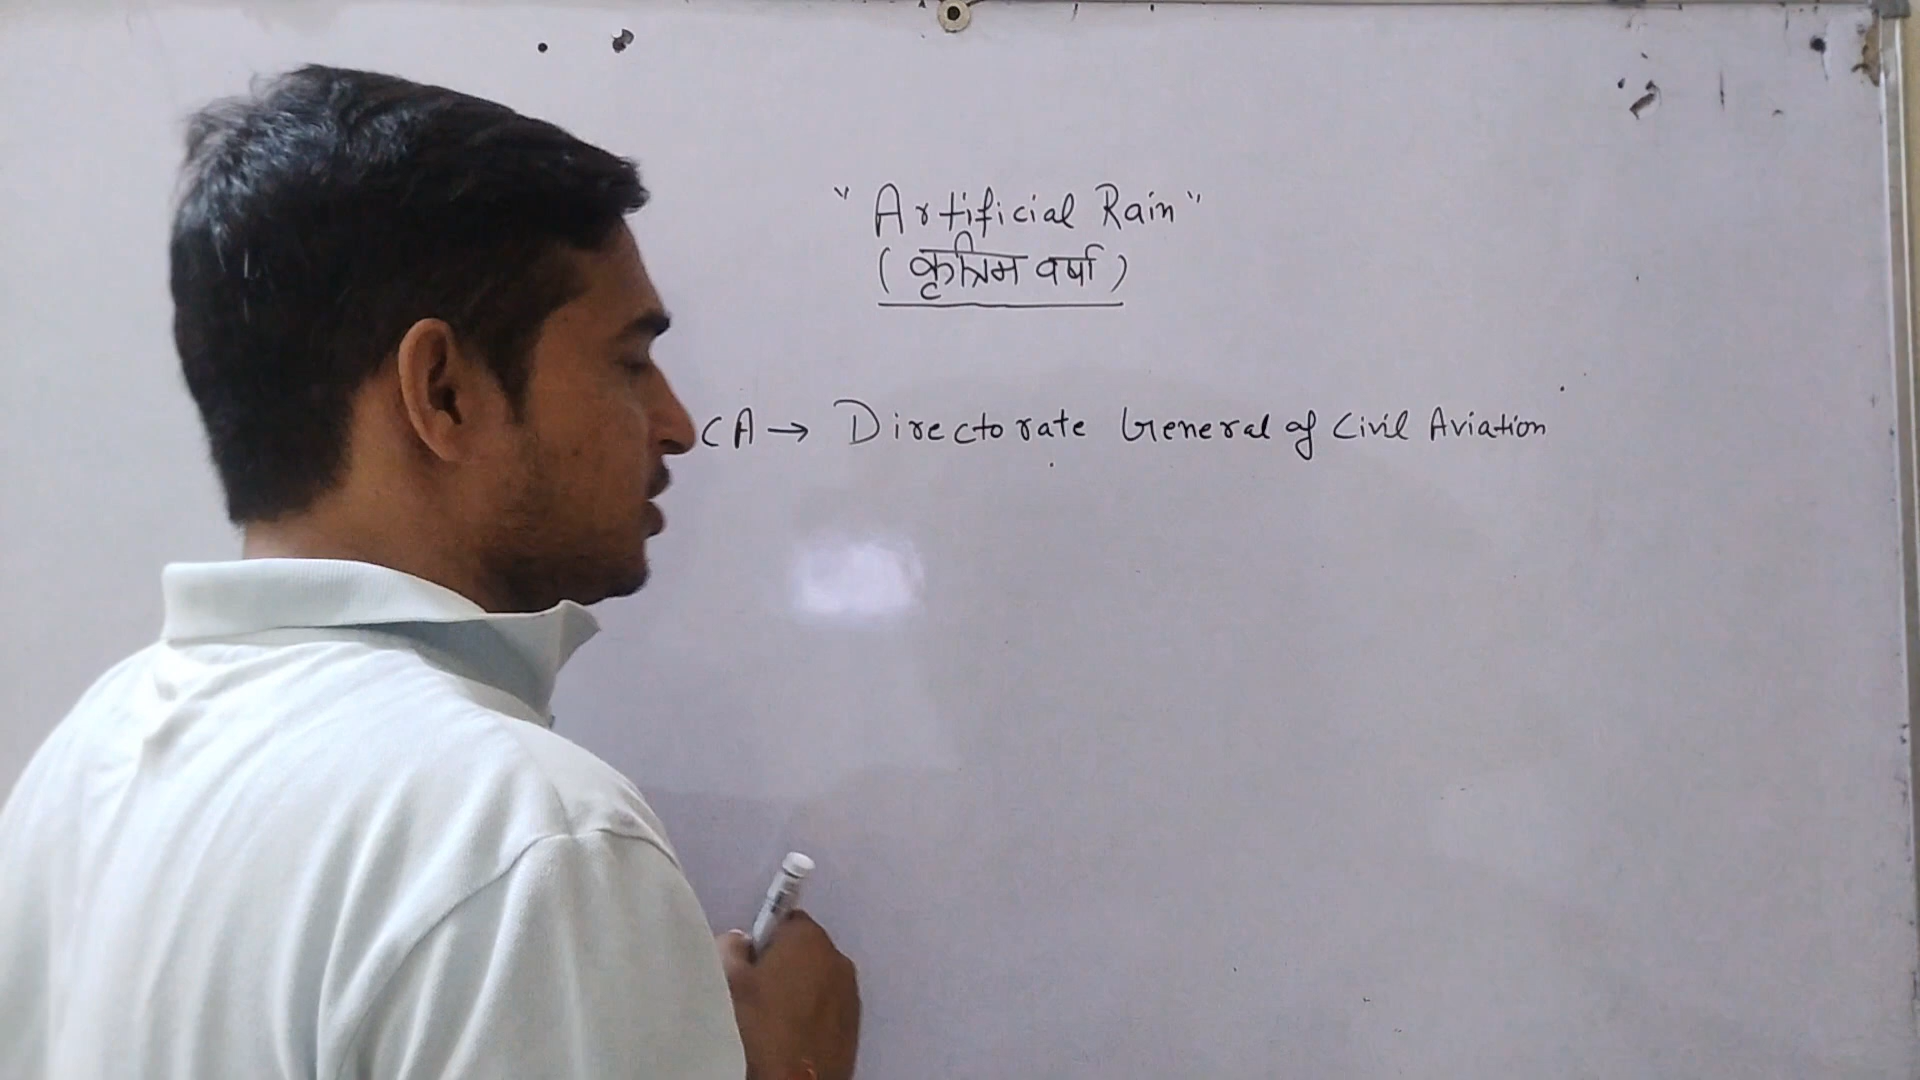 "Artificial Rain"
(कृत्रिम वर्षा)
CA → Directorate General of Civil Aviation